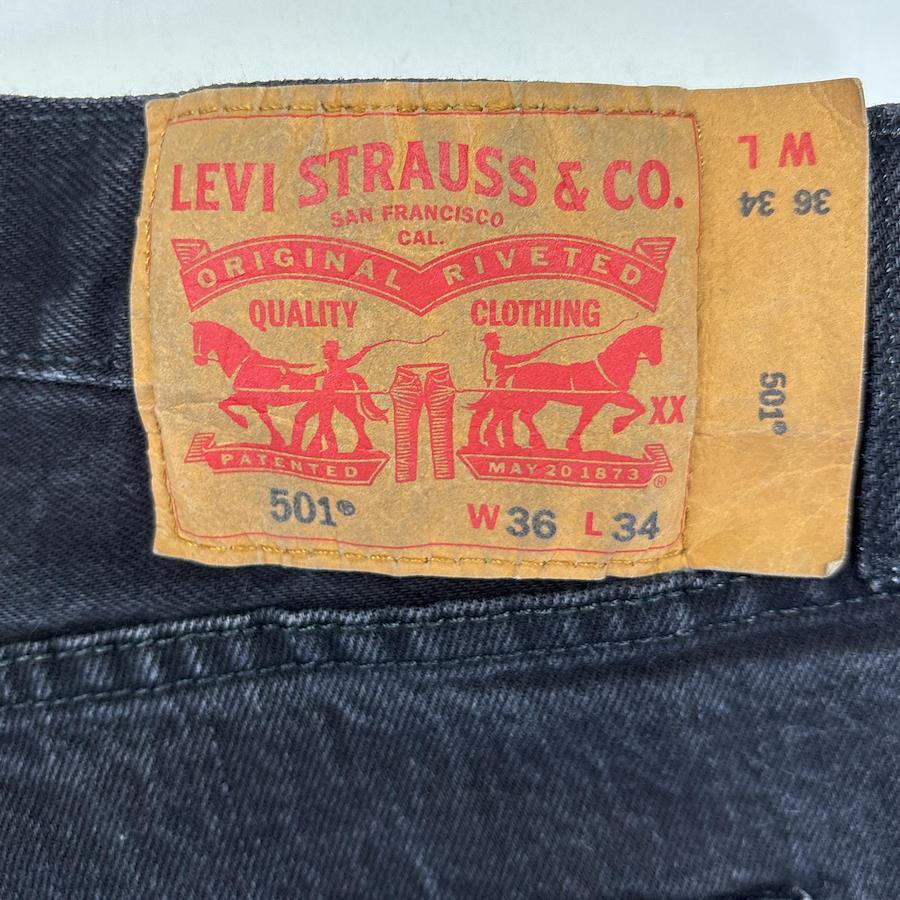 LEVI STRAUSS & CO.
SAN FRANCISCO
CAL.
ORIGINAL RIVETED
QUALITY CLOTHING
XX
PATENTED MAY 20 1873 ®
501® W 36 L 34
W L
36 34
501®